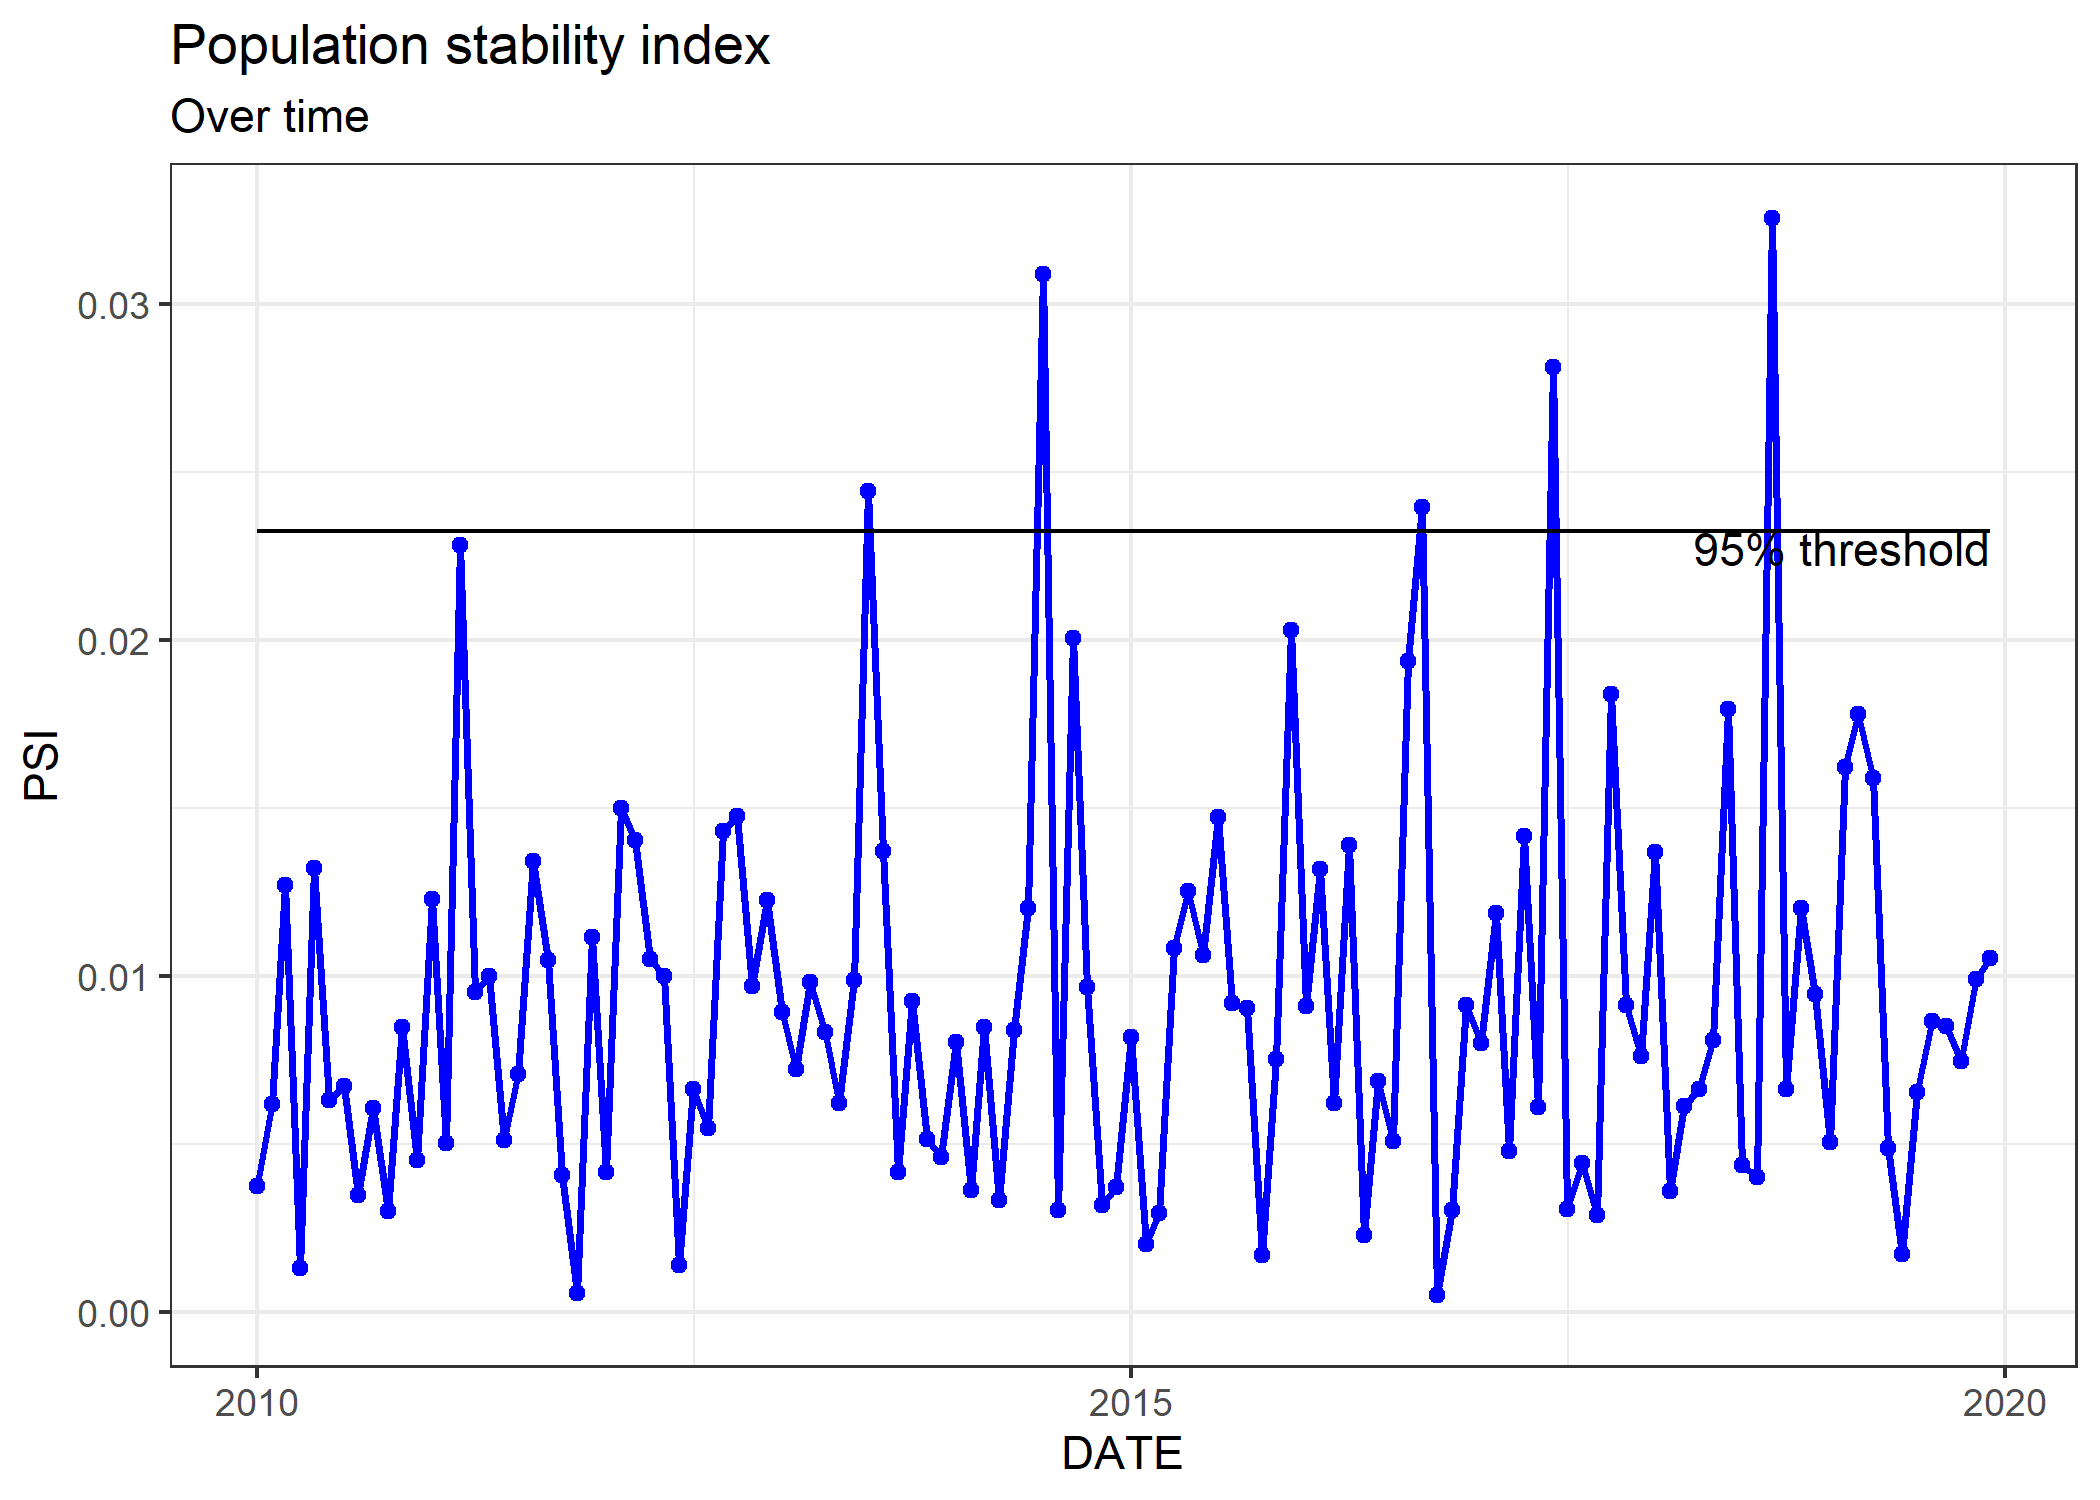 Population stability index
Over time
0.03
0.02
0.01
0.00
PSI
95% threshold
2010
2015
2020
DATE